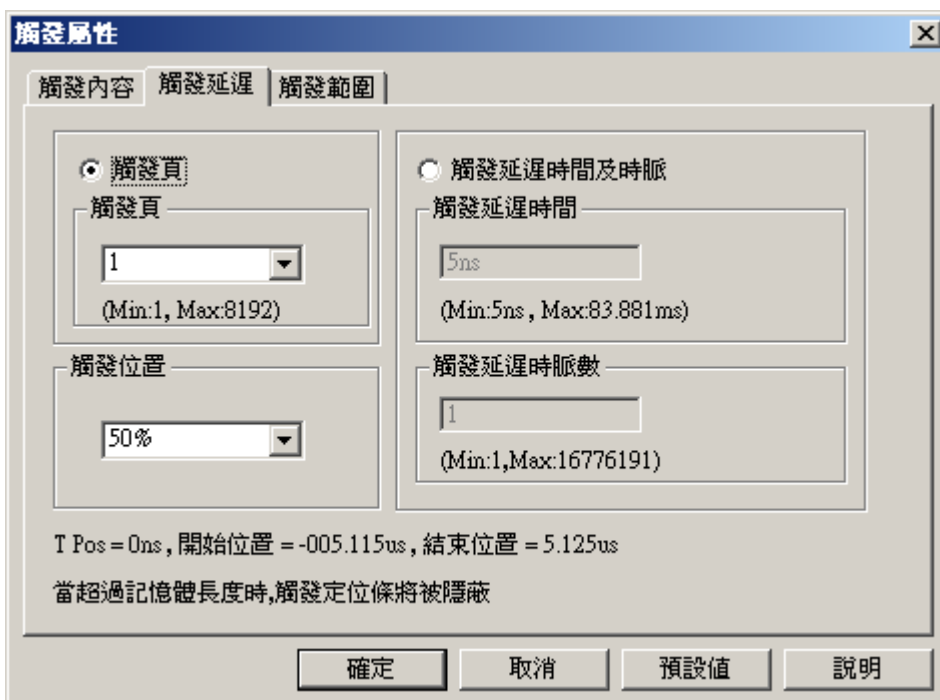 觸發屬性
觸發內容 觸發延遲 觸發範圍
觸發頁
觸發頁
1
(Min:1, Max:8192)
觸發位置
50%
觸發延遲時間及時脈
觸發延遲時間
5ns
(Min:5ns , Max:83.881ms)
觸發延遲時脈數
1
(Min:1,Max:16776191)
T Pos = 0ns , 開始位置 = -005.115us , 結束位置 = 5.125us
當超過記憶體長度時,觸發定位條將被隱蔽
確定 取消 預設值 說明